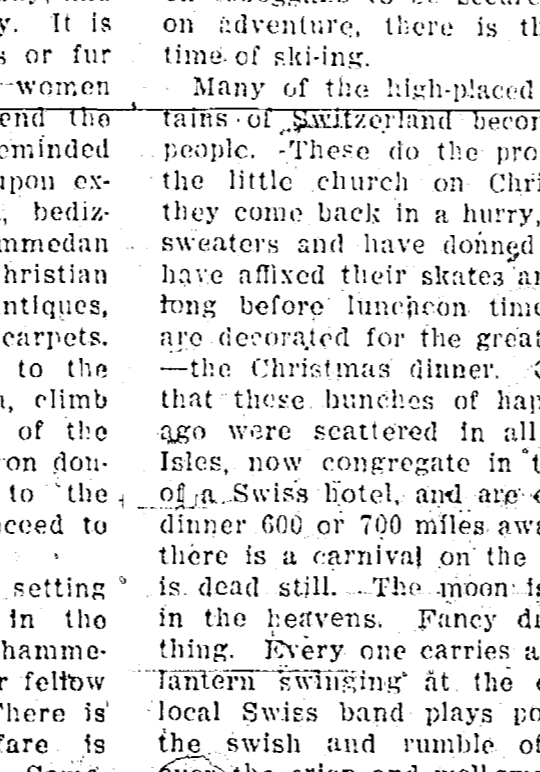 y. It is
s or fur
women
end the
eminded
upon ex-
, bediz-
mmedan
hristian
ntiques,
carpets.
to the
, climb
of the
on don-
to the
ceed to
setting
in the
hamme-
r fellow
There is
fare is
on adventure, there is th
time of ski-ing.
Many of the high-placed
tains of Switzerland becom
people. These do the pro
the little church on Chri
they come back in a hurry,
sweaters and have donned
have affixed their skates an
long before luncheon time
are decorated for the great
—the Christmas dinner.
that these bunches of hap
ago were scattered in all
Isles, now congregate in t
of a Swiss hotel, and are
dinner 600 or 700 miles awa
there is a carnival on the
is dead still. The moon is
in the heavens. Fancy dr
thing. Every one carries a
lantern swinging at the
local Swiss band plays po
the swish and rumble of
over the crisp and